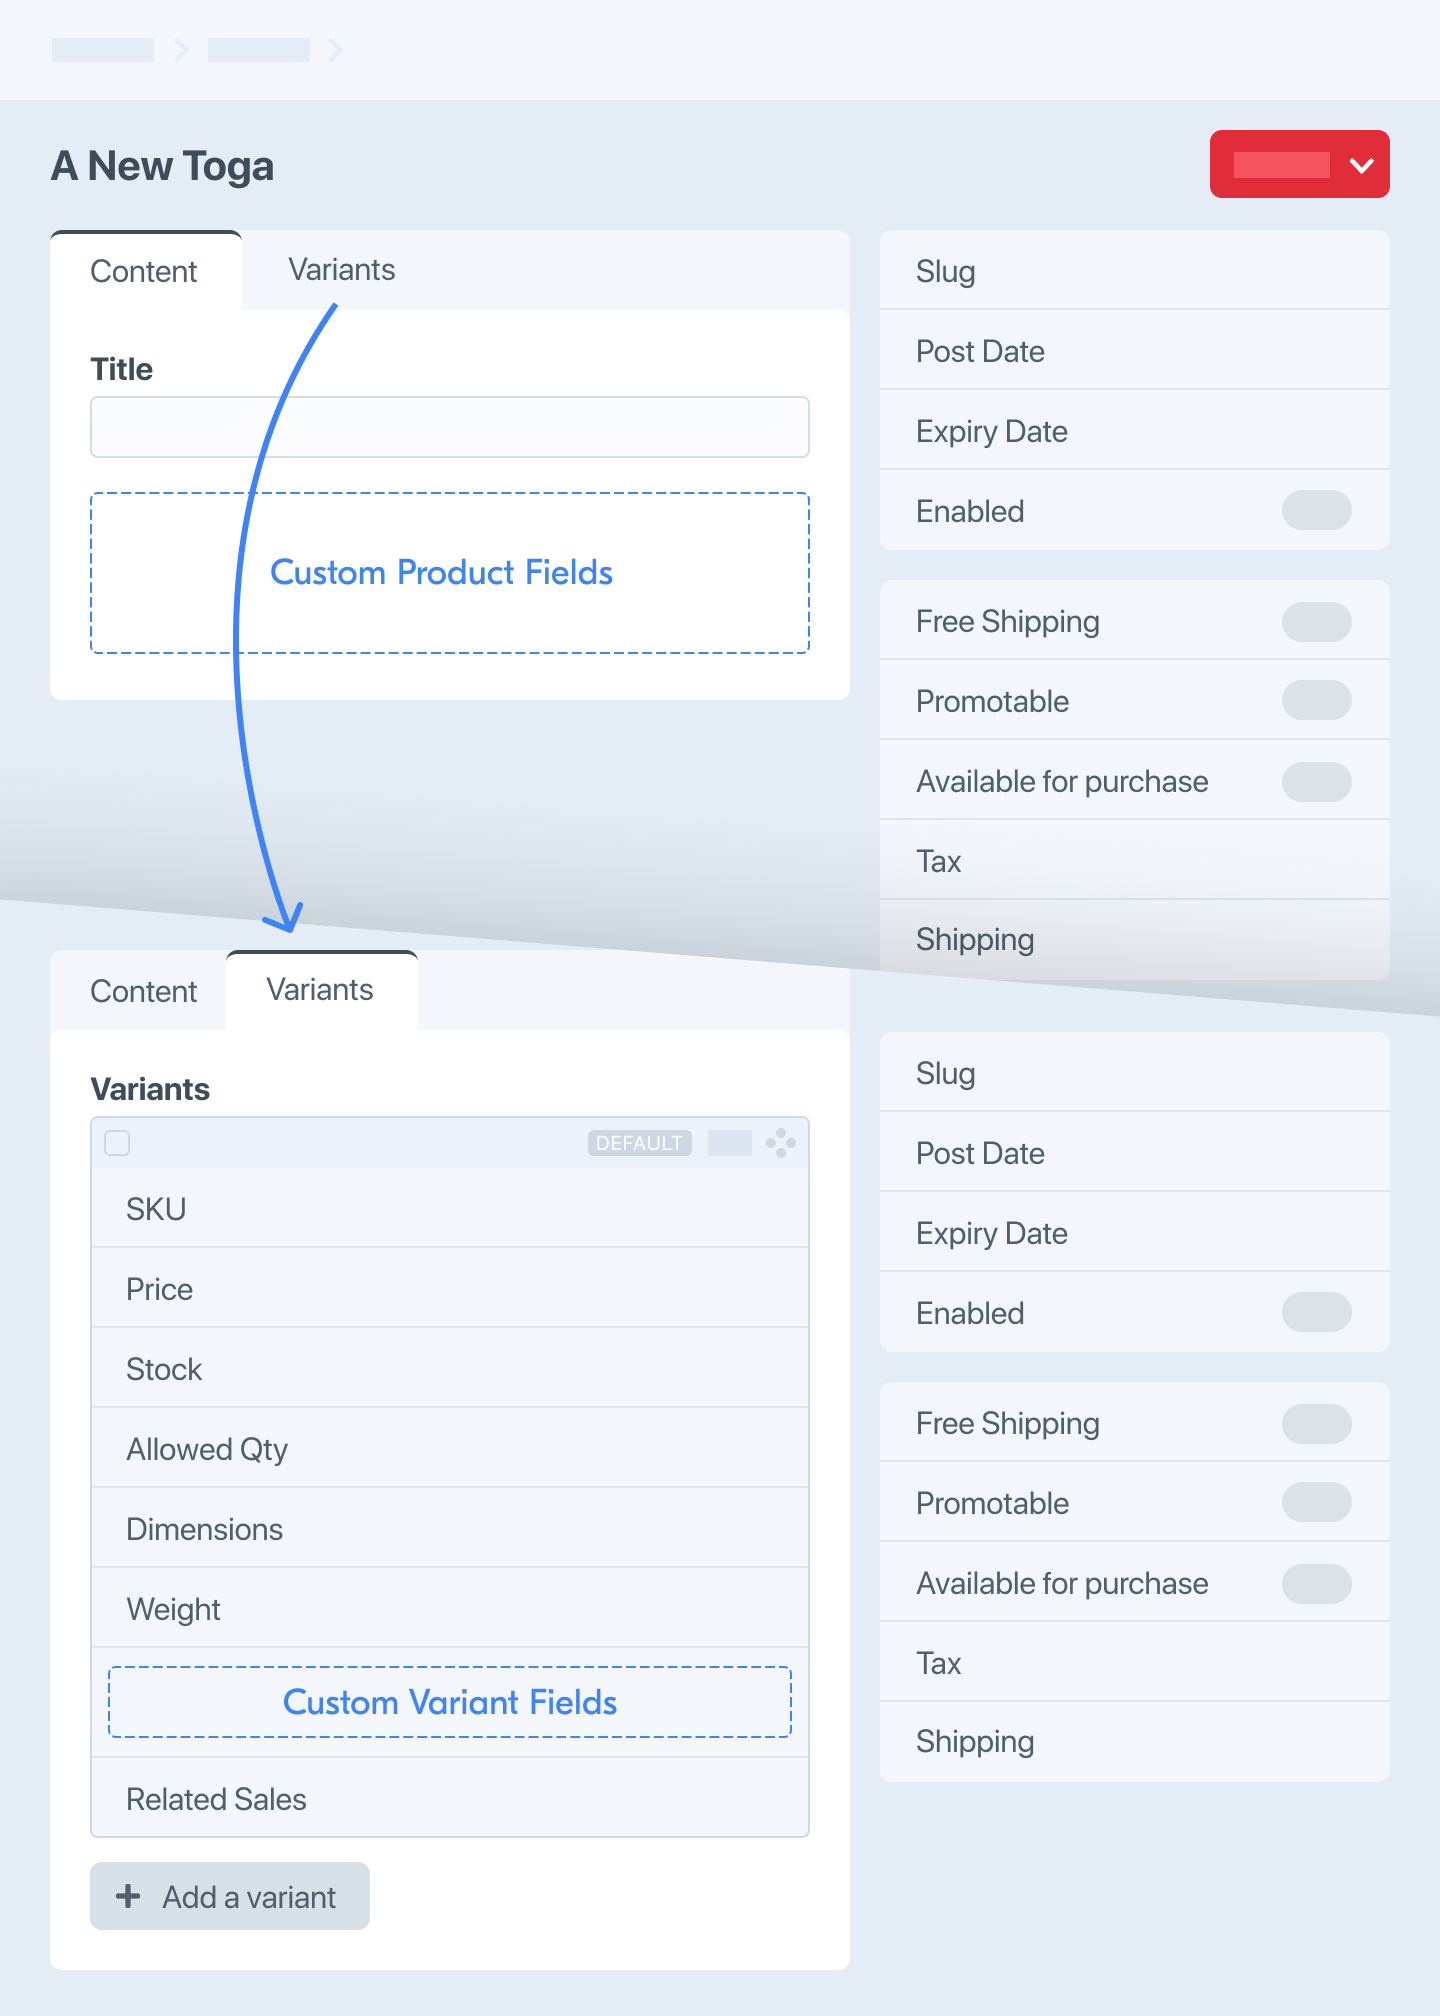 A New Toga
Content
Variants
Title
Custom Product Fields
Slug
Post Date
Expiry Date
Enabled
Free Shipping
Promotable
Available for purchase
Tax
Shipping
Content
Variants
Variants
DEFAULT
SKU
Price
Stock
Allowed Qty
Dimensions
Weight
Custom Variant Fields
Related Sales
Add a variant
Slug
Post Date
Expiry Date
Enabled
Free Shipping
Promotable
Available for purchase
Tax
Shipping